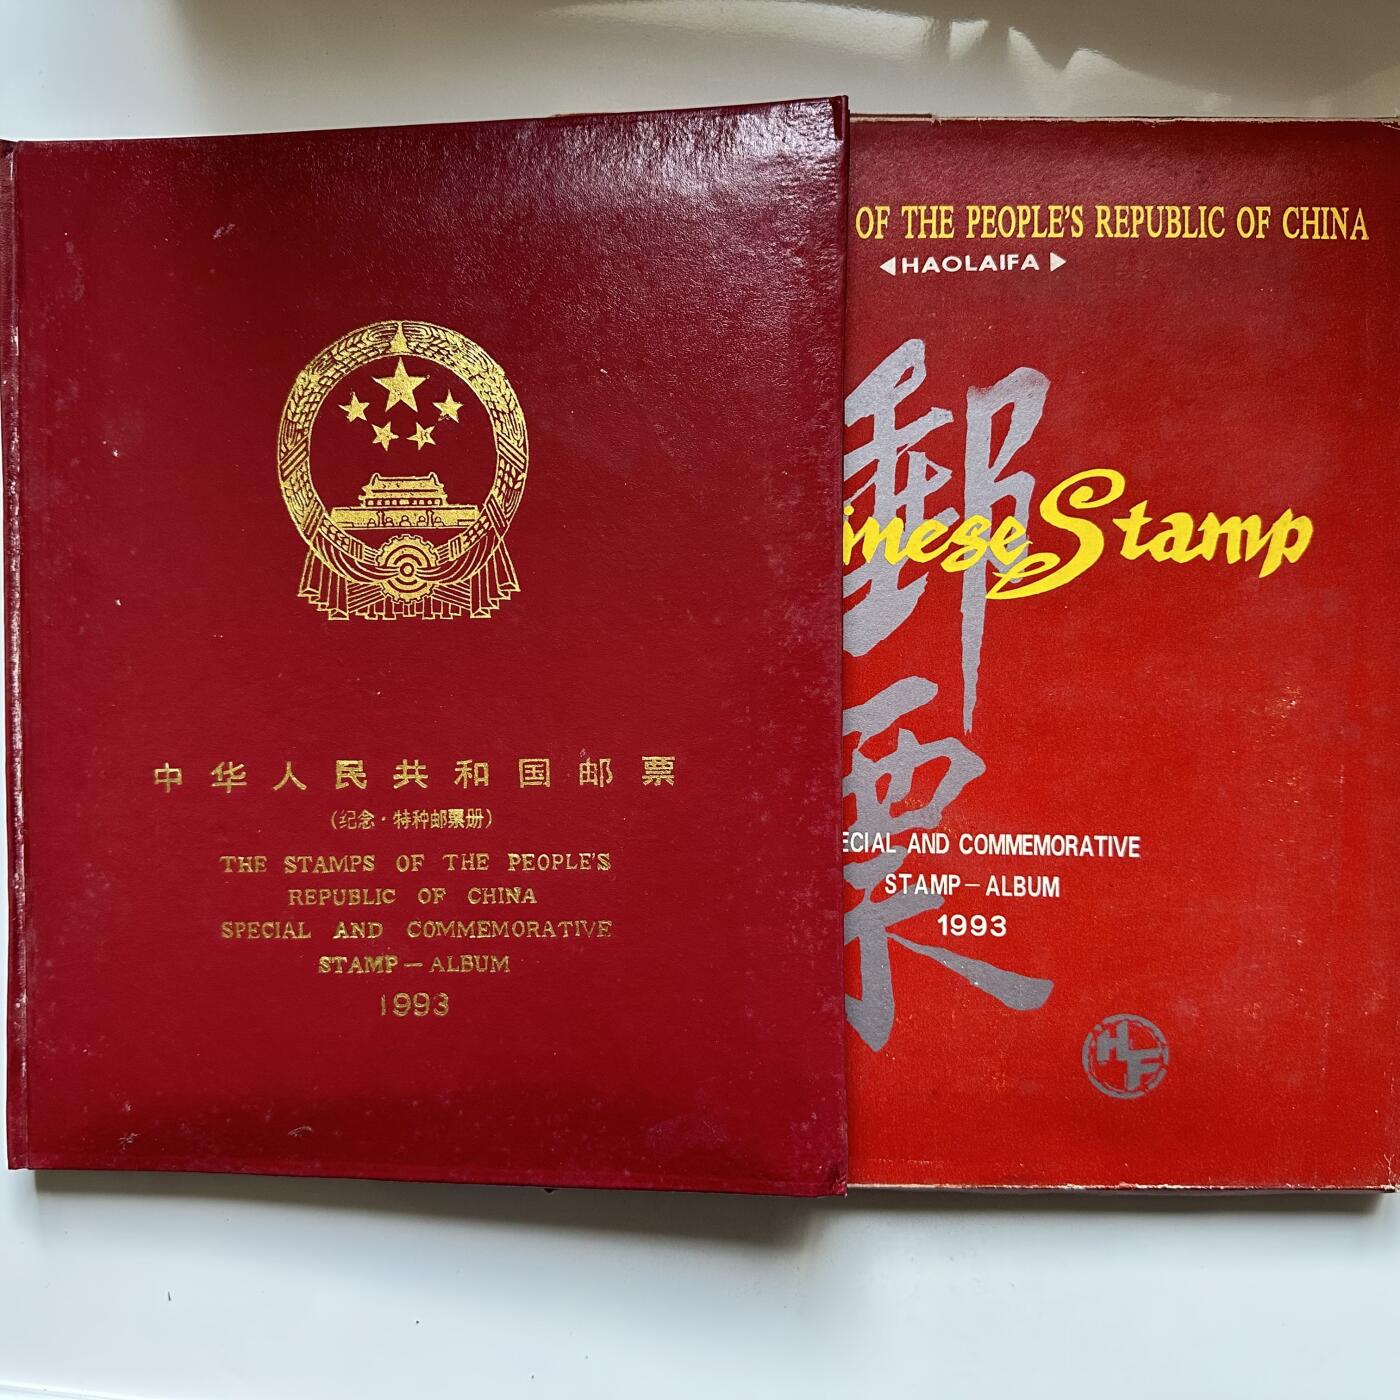 中华人民共和国邮票
(纪念·特种邮票册)
THE STAMPS OF THE PEOPLE'S
REPUBLIC OF CHINA
SPECIAL AND COMMEMORATIVE
STAMP—ALBUM
1993
OF THE PEOPLE'S REPUBLIC OF CHINA
HAOLAIFA
郵票
inese Stamp
ECIAL AND COMMEMORATIVE
STAMP—ALBUM
1993
HF